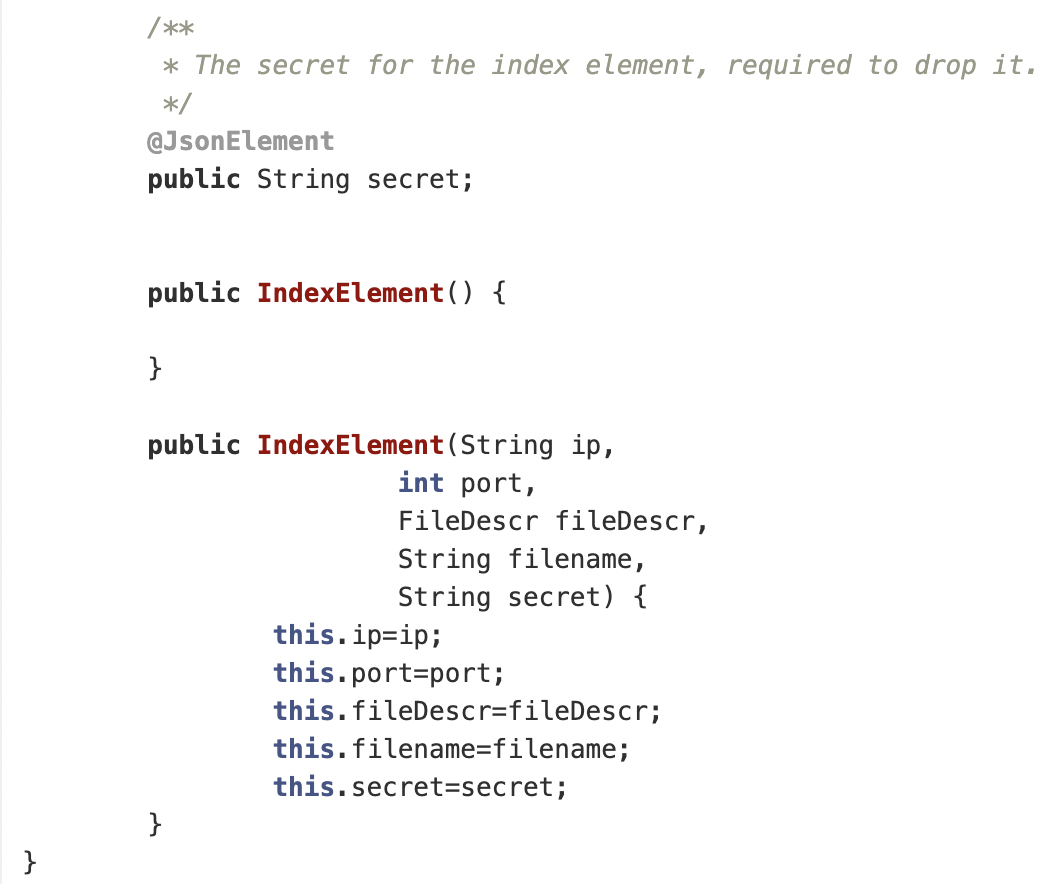 /**
 * The secret for the index element, required to drop it.
 */
@JsonElement
public String secret;
public IndexElement() {
}
public IndexElement(String ip,
int port,
FileDescr fileDescr,
String filename,
String secret) {
this.ip=ip;
this.port=port;
this.fileDescr=fileDescr;
this.filename=filename;
this.secret=secret;
}
}